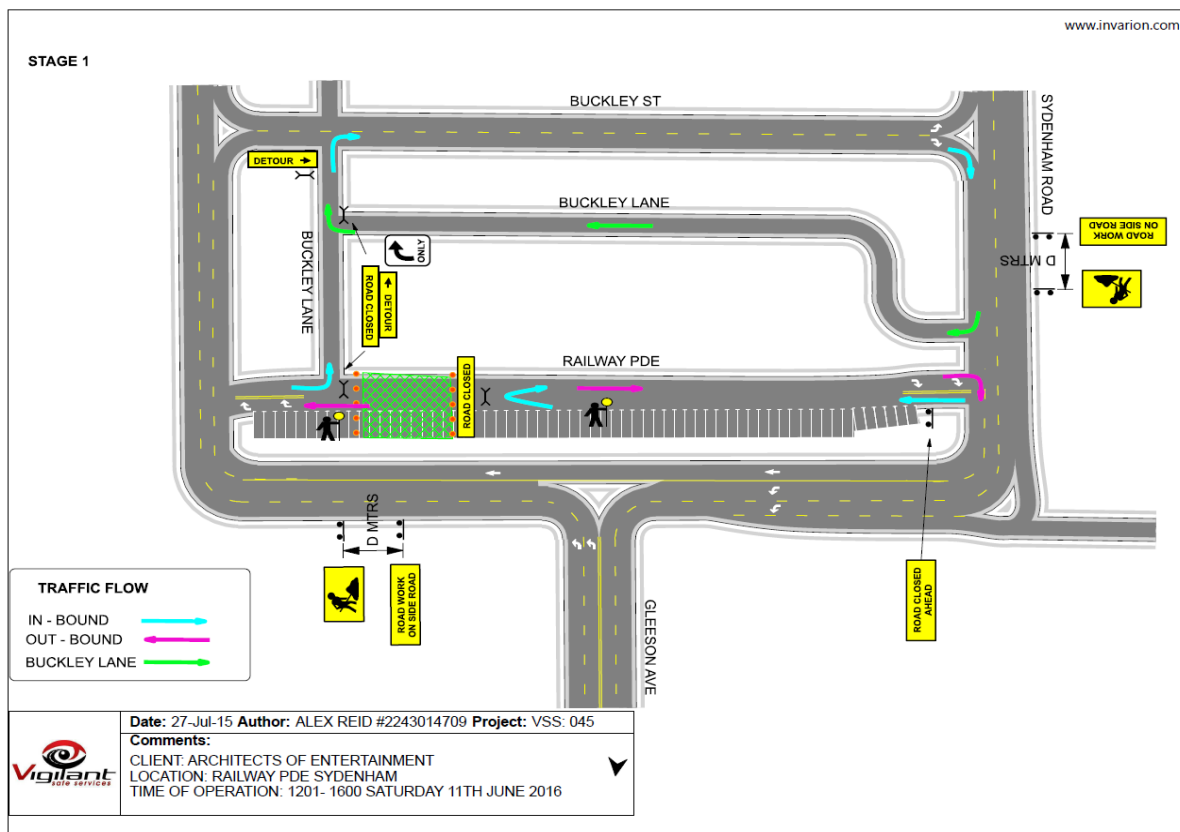 www.invarion.com
STAGE 1
BUCKLEY ST
SYDENHAM ROAD
DETOUR
BUCKLEY LANE
ROAD WORK
ON SIDE ROAD
BUCKLEY LANE
ONLY
D MTRS
ROAD CLOSED
DETOUR
RAILWAY PDE
ROAD CLOSED
D MTRS
ROAD WORK
ON SIDE ROAD
ROAD CLOSED
AHEAD
GLEESON AVE
TRAFFIC FLOW
IN - BOUND
OUT - BOUND
BUCKLEY LANE
Vigilant
safe services
Date: 27-Jul-15 Author: ALEX REID #2243014709 Project: VSS: 045
Comments:
CLIENT: ARCHITECTS OF ENTERTAINMENT
LOCATION: RAILWAY PDE SYDENHAM
TIME OF OPERATION: 1201- 1600 SATURDAY 11TH JUNE 2016